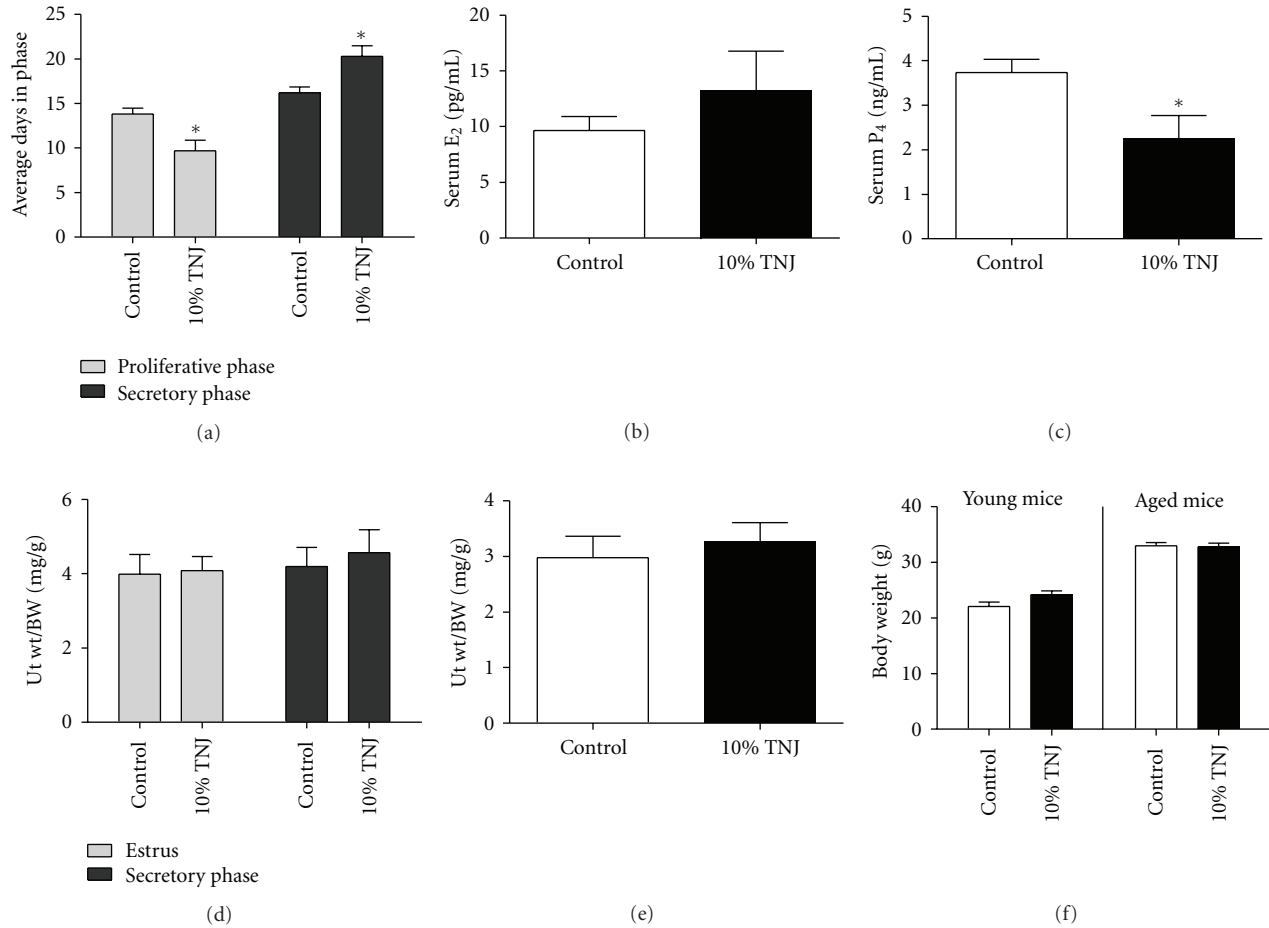 Average days in phase
25
20
15
10
5
0
*
*
Control
10% TNJ
Control
10% TNJ
Proliferative phase
Secretory phase
(a)
Serum E2 (pg/mL)
20
15
10
5
0
Control
10% TNJ
(b)
Serum P4 (ng/mL)
5
4
3
2
1
0
*
Control
10% TNJ
(c)
Ut wt/BW (mg/g)
6
4
2
0
Control
10% TNJ
Control
10% TNJ
Estrus
Secretory phase
(d)
Ut wt/BW (mg/g)
4
3
2
1
0
Control
10% TNJ
(e)
Young mice
Aged mice
Body weight (g)
40
30
20
10
0
Control
10% TNJ
Control
10% TNJ
(f)